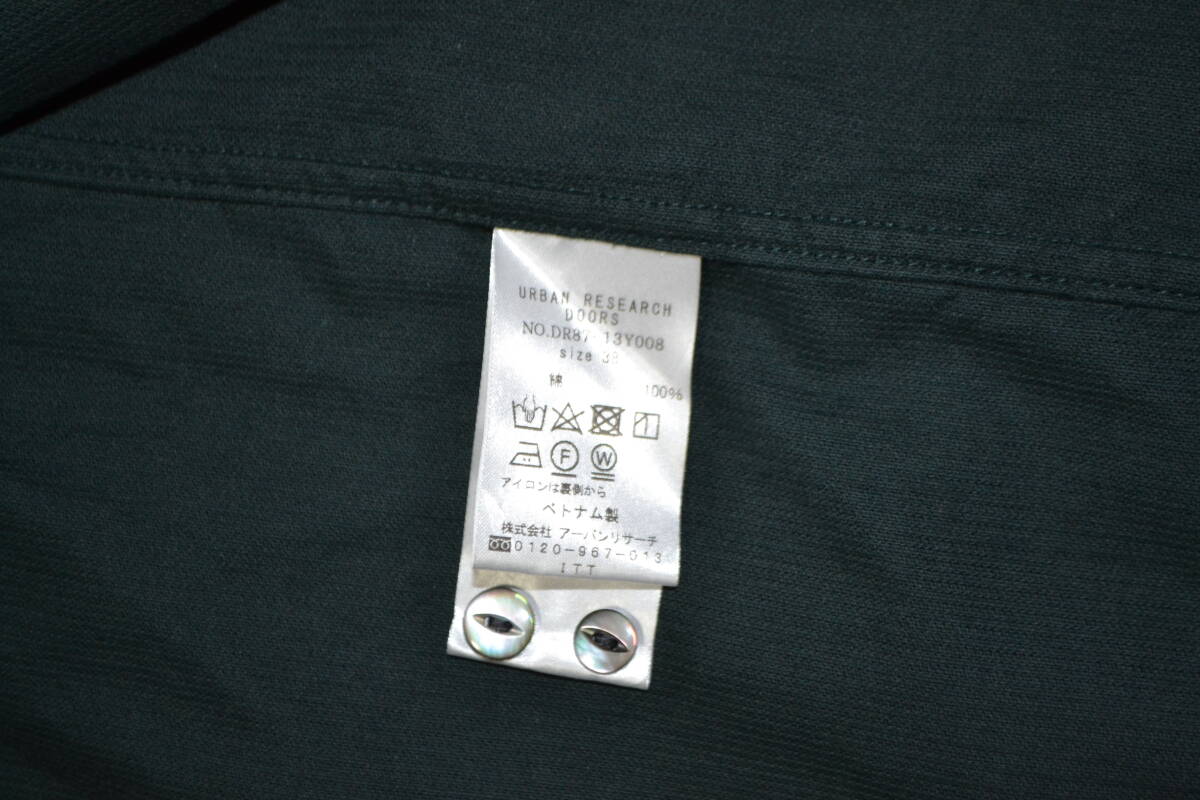 URBAN RESEARCH
DOORS
NO.DR87-13Y008
size 38
綿 100%
F W
アイロンは裏側から
ベトナム製
株式会社 アーバンリサーチ
0120-967-013
ITT